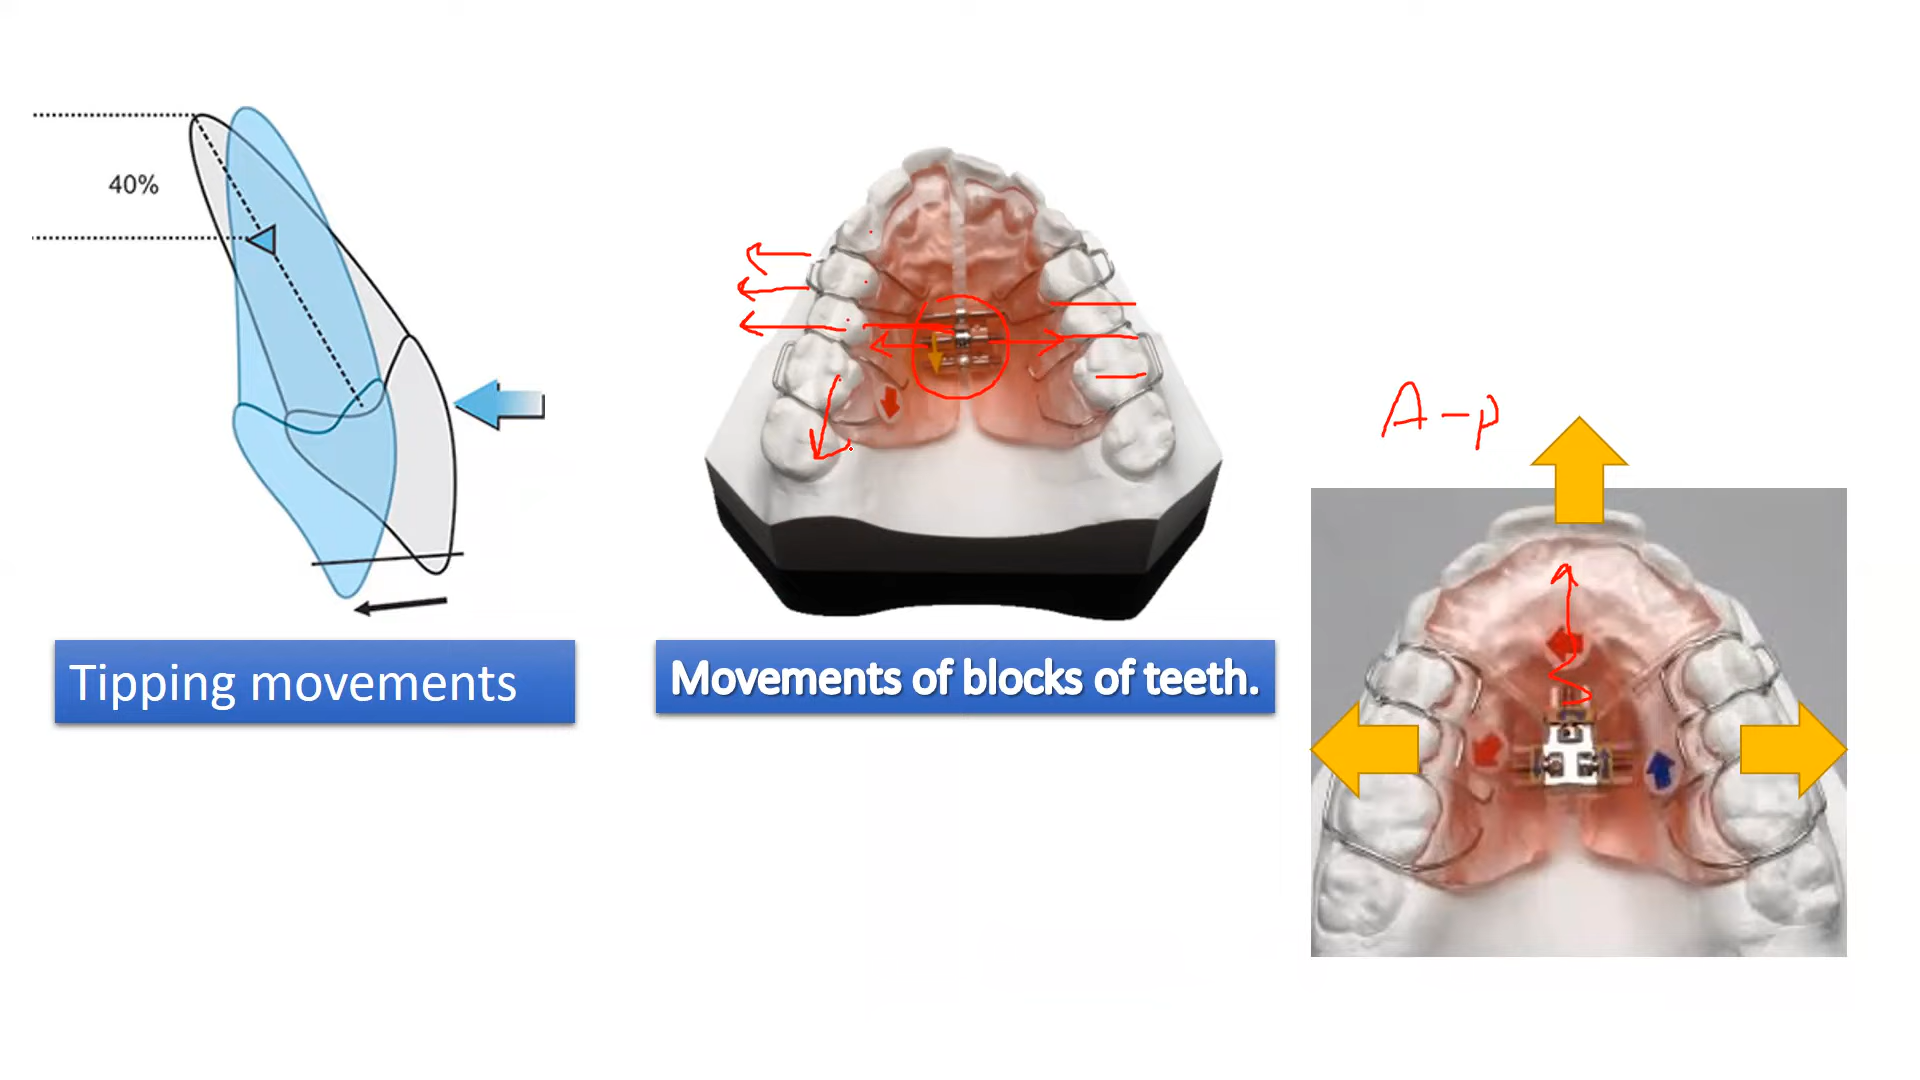 40%
Tipping movements
Movements of blocks of teeth.
A-P